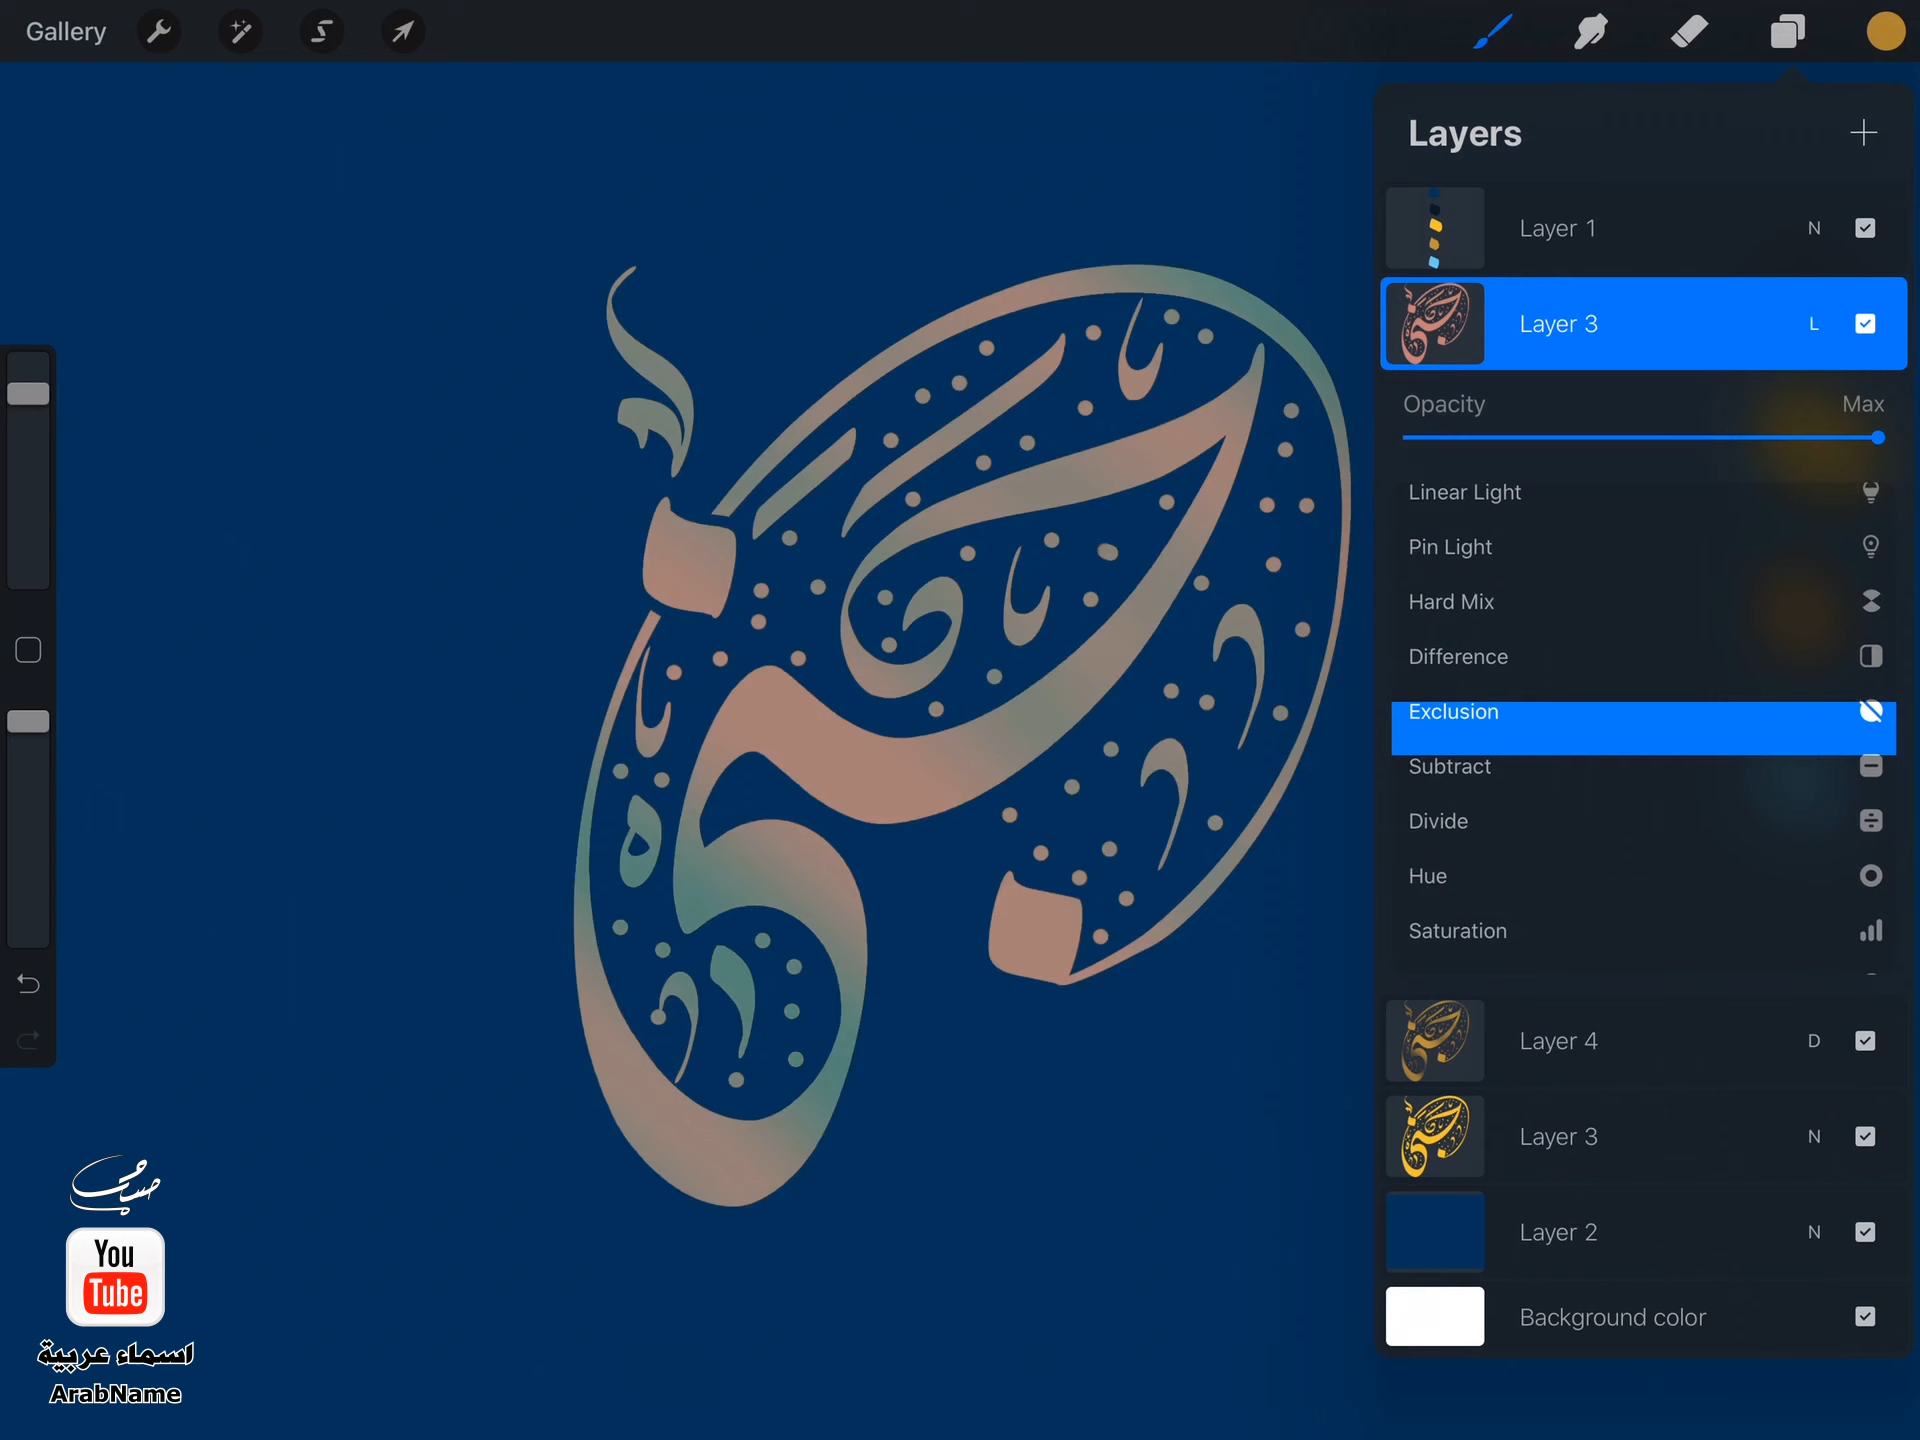 Gallery
Layers
Layer 1 N
Layer 3 L
Opacity Max
Linear Light
Pin Light
Hard Mix
Difference
Exclusion
Subtract
Divide
Hue
Saturation
Layer 4 D
Layer 3 N
Layer 2 N
Background color
You
Tube
اسماء عربية
ArabName